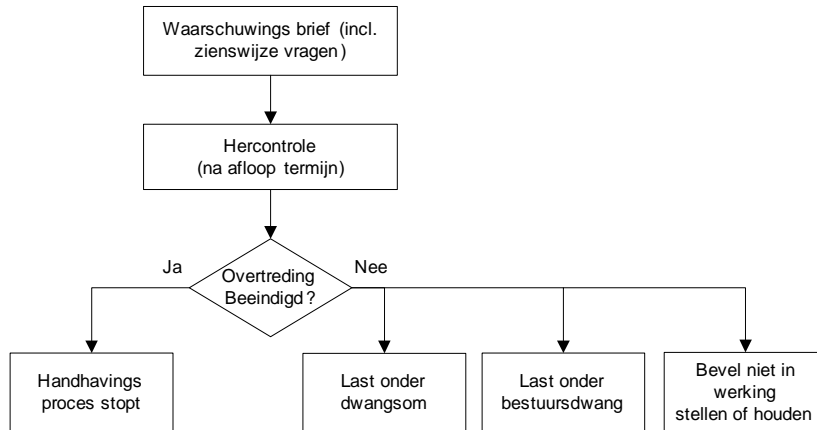 Waarschuwings brief (incl.
zienswijze vragen)
Hercontrole
(na afloop termijn)
Ja
Overtreding
Beeindigd?
Nee
Handhavings
proces stopt
Last onder
dwangsom
Last onder
bestuursdwang
Bevel niet in
werking
stellen of houden